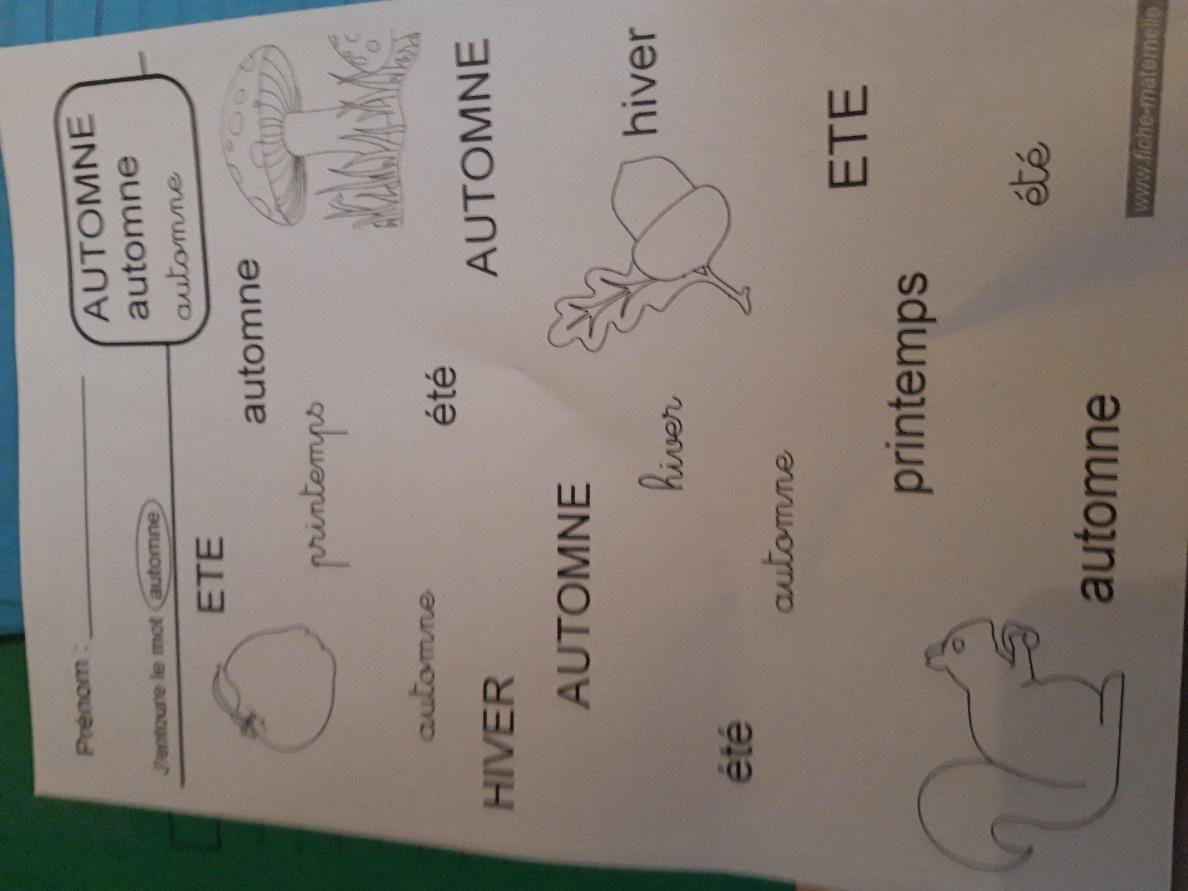 Prénom :
AUTOMNE
automne
automne
J'entoure le mot automne
ETE
automne
printemps
automne
été
HIVER
AUTOMNE
AUTOMNE
hiver
hiver
été
automne
ETE
printemps
été
automne
www.fiche-maternelle